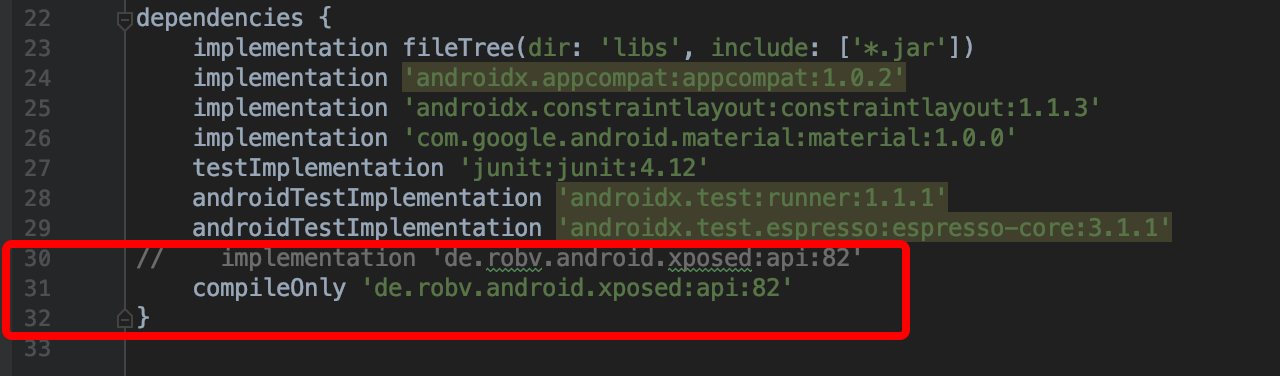 22 dependencies {
23     implementation fileTree(dir: 'libs', include: ['*.jar'])
24     implementation 'androidx.appcompat:appcompat:1.0.2'
25     implementation 'androidx.constraintlayout:constraintlayout:1.1.3'
26     implementation 'com.google.android.material:material:1.0.0'
27     testImplementation 'junit:junit:4.12'
28     androidTestImplementation 'androidx.test:runner:1.1.1'
29     androidTestImplementation 'androidx.test.espresso:espresso-core:3.1.1'
30 //    implementation 'de.robv.android.xposed:api:82'
31     compileOnly 'de.robv.android.xposed:api:82'
32 }
33